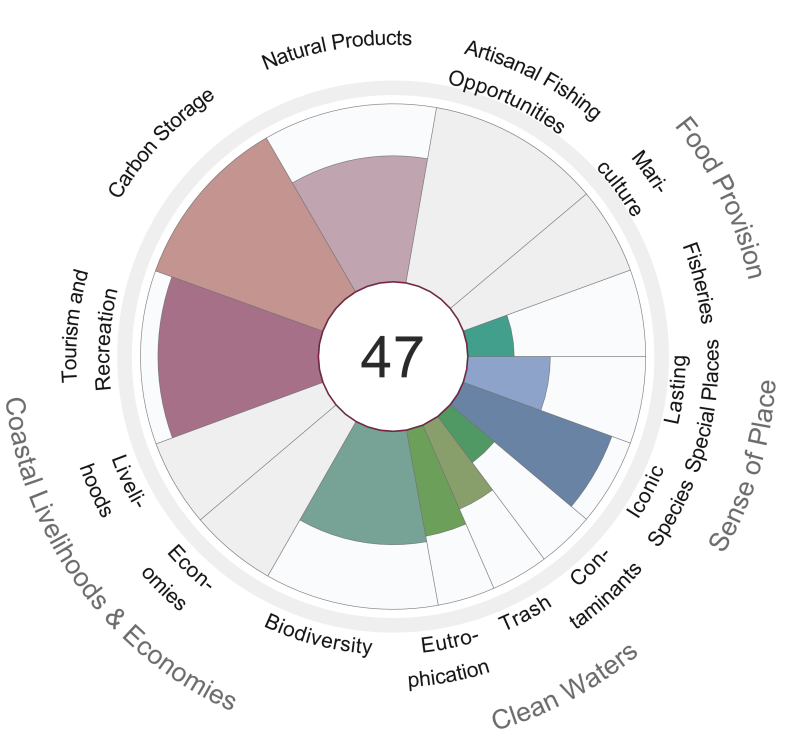 Natural Products
Artisanal Fishing
Opportunities
Mari-
culture
Food Provision
Fisheries
Lasting
Special Places
Sense of Place
Iconic
Species
Con-
taminants
Trash
Clean Waters
Eutro-
phication
Biodiversity
Econ-
omies
Liveli-
hoods
Coastal Livelihoods & Economies
Tourism and
Recreation
Carbon Storage
47